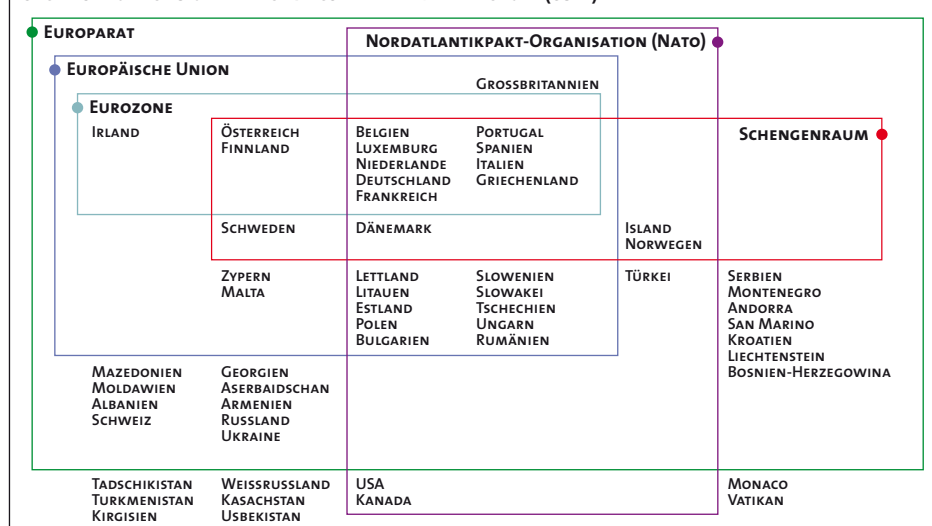 EUROPARAT
NORDATLANTIKPAKT-ORGANISATION (NATO)
EUROPÄISCHE UNION
GROSSBRITANNIEN
EUROZONE
IRLAND ÖSTERREICH BELGIEN PORTUGAL SCHENGENRAUM
FINNLAND LUXEMBURG SPANIEN
NIEDERLANDE ITALIEN
DEUTSCHLAND GRIECHENLAND
FRANKREICH
SCHWEDEN DÄNEMARK ISLAND
NORWEGEN
ZYPERN LETTLAND SLOWENIEN TÜRKEI SERBIEN
MALTA LITAUEN SLOWAKEI MONTENEGRO
ESTLAND TSCHECHIEN ANDORRA
POLEN UNGARN SAN MARINO
BULGARIEN RUMÄNIEN KROATIEN
LIECHTENSTEIN
MAZEDONIEN GEORGIEN BOSNIEN-HERZEGOWINA
MOLDAWIEN ASERBAIDSCHAN
ALBANIEN ARMENIEN
SCHWEIZ RUSSLAND
UKRAINE
TADSCHIKISTAN WEISSRUSSLAND USA MONACO
TURKMENISTAN KASACHSTAN KANADA VATIKAN
KIRGISIEN USBEKISTAN